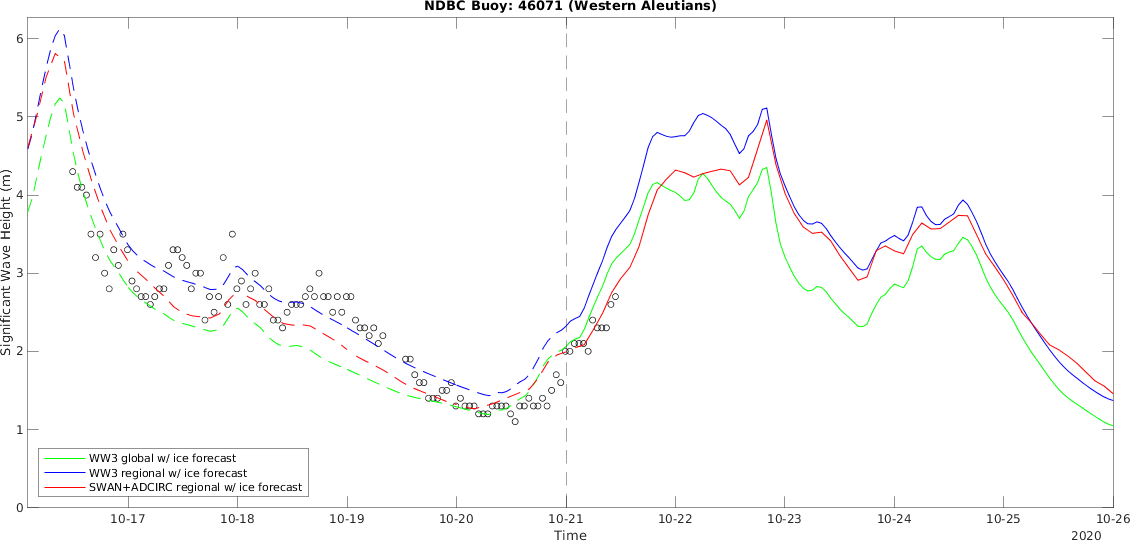 NDBC Buoy: 46071 (Western Aleutians)
Significant Wave Height (m)
6
5
4
3
2
1
0
WW3 global w/ ice forecast
WW3 regional w/ ice forecast
SWAN+ADCIRC regional w/ ice forecast
10-17 10-18 10-19 10-20 10-21 10-22 10-23 10-24 10-25 10-26
Time
2020